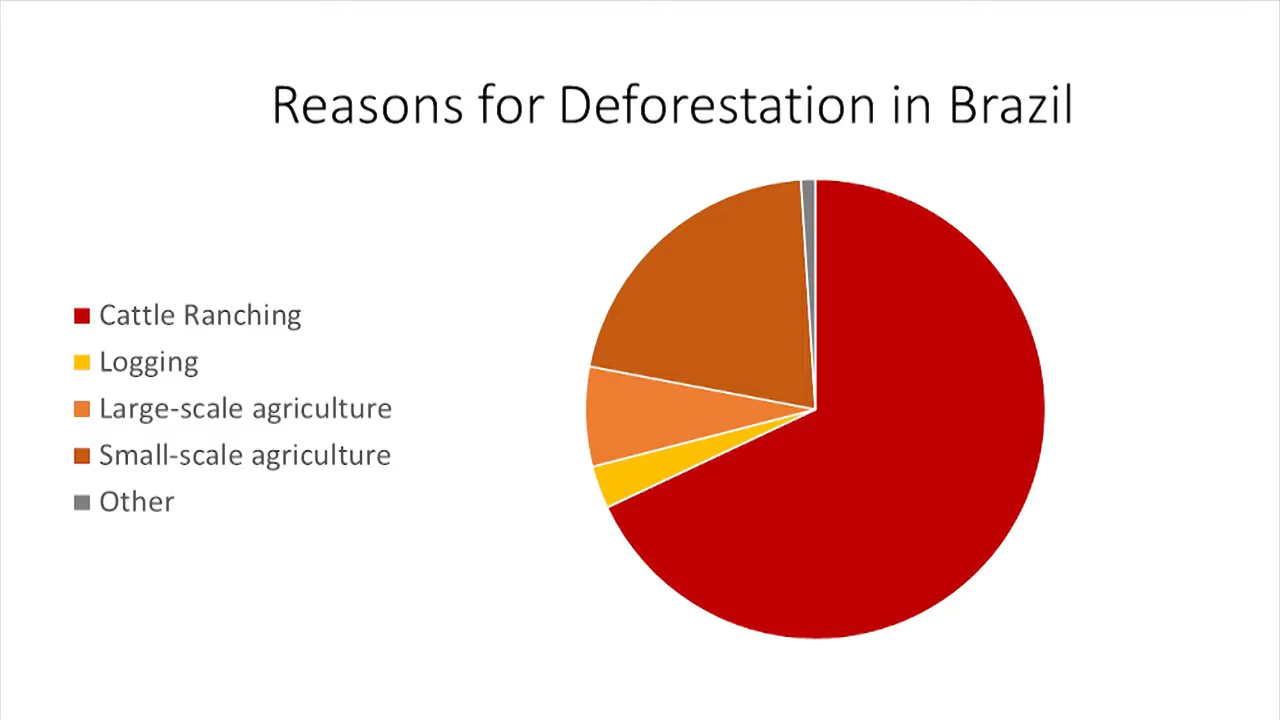 Reasons for Deforestation in Brazil
Cattle Ranching
Logging
Large-scale agriculture
Small-scale agriculture
Other